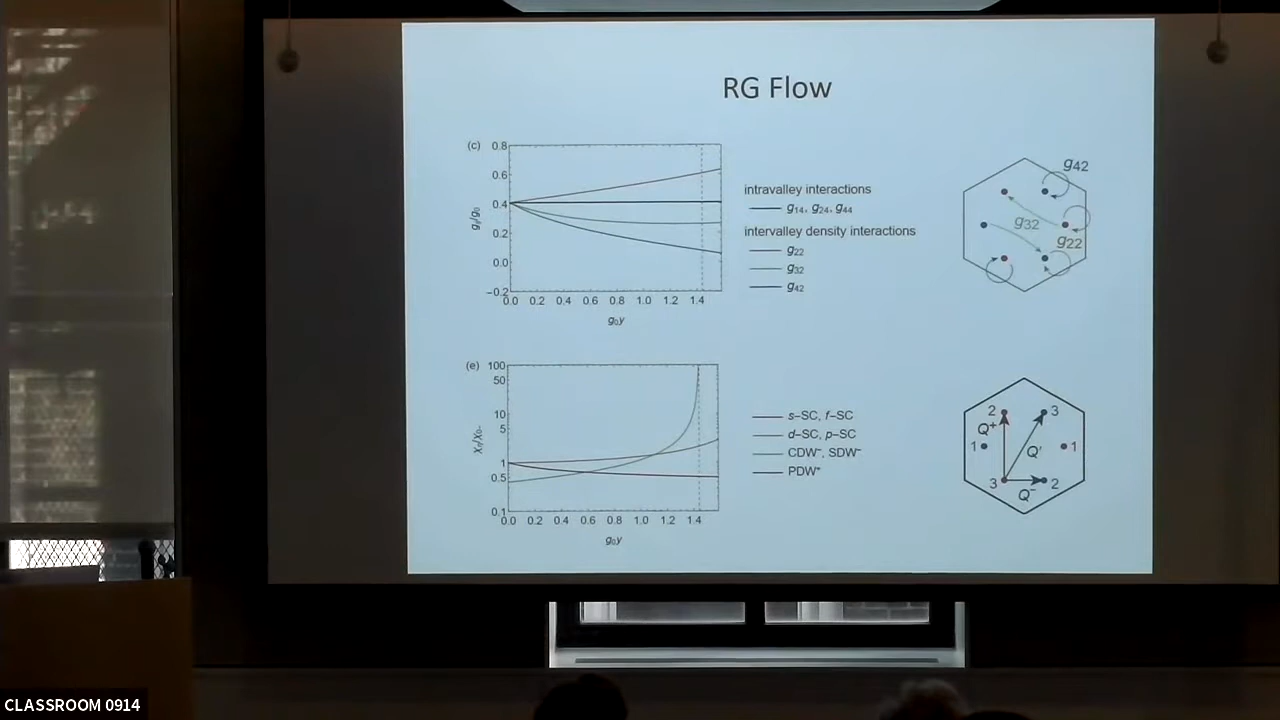 RG Flow
(c)
0.8
0.6
0.4
0.2
0.0
−0.2
0.0 0.2 0.4 0.6 0.8 1.0 1.2 1.4
g₀y
intravalley interactions
g₁₄, g₂₄, g₄₄
intervalley density interactions
g₂₂
g₃₂
g₄₂
g₄₂
g₃₂
g₂₂
(e)
100
50
10
5
1
0.5
0.1
0.0 0.2 0.4 0.6 0.8 1.0 1.2 1.4
g₀y
s–SC, f–SC
d–SC, p–SC
CDW⁻, SDW⁻
PDW⁺
2 3
Q⁺
1 Q' 1
3 2
Q⁻
CLASSROOM 0914